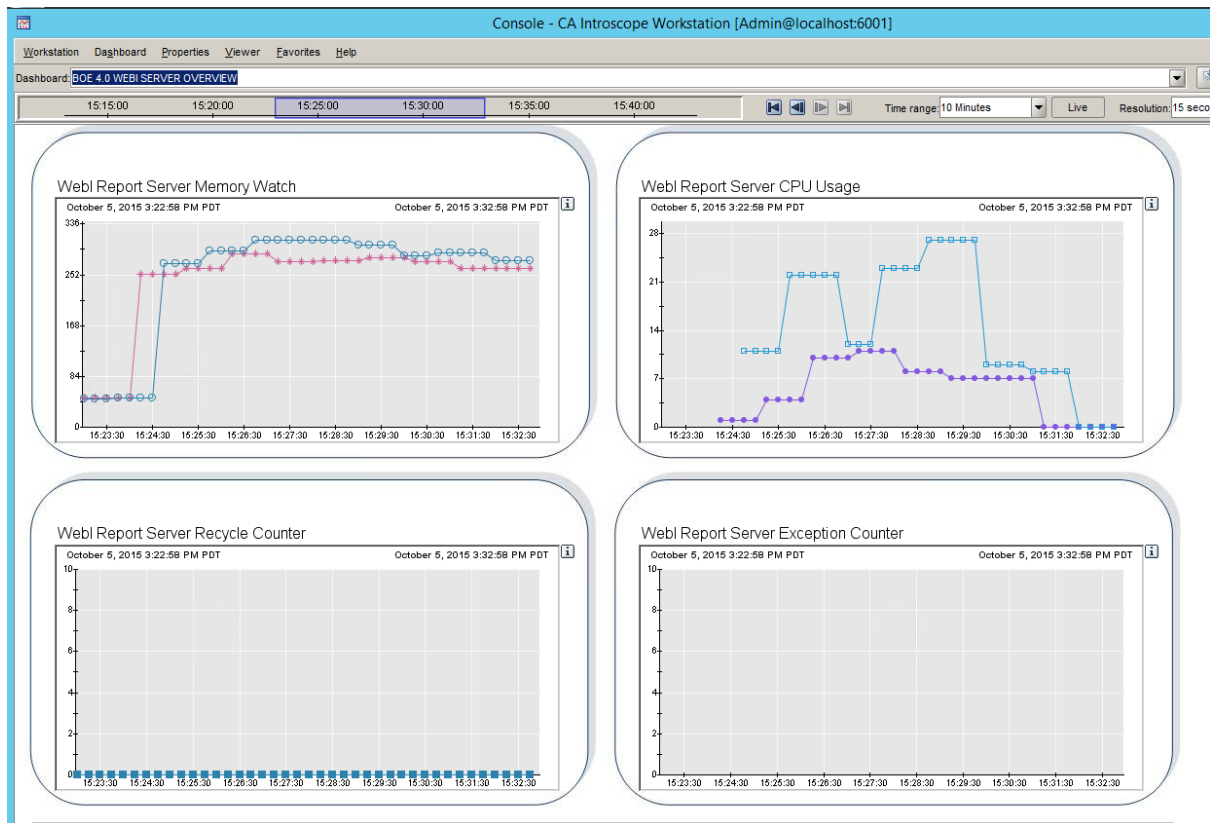 Console - CA Introscope Workstation [Admin@localhost:6001]
Workstation Dashboard Properties Viewer Favorites Help
Dashboard: BOE 4.0 WEBI SERVER OVERVIEW
15:15:00 15:20:00 15:25:00 15:30:00 15:35:00 15:40:00 Time range: 10 Minutes Live Resolution: 15 seco
WebI Report Server Memory Watch
October 5, 2015 3:22:58 PM PDT October 5, 2015 3:32:58 PM PDT
336
252
168
84
0
15:23:30 15:24:30 15:25:30 15:26:30 15:27:30 15:28:30 15:29:30 15:30:30 15:31:30 15:32:30
WebI Report Server CPU Usage
October 5, 2015 3:22:58 PM PDT October 5, 2015 3:32:58 PM PDT
28
21
14
7
0
15:23:30 15:24:30 15:25:30 15:26:30 15:27:30 15:28:30 15:29:30 15:30:30 15:31:30 15:32:30
WebI Report Server Recycle Counter
October 5, 2015 3:22:58 PM PDT October 5, 2015 3:32:58 PM PDT
10
8
6
4
2
0
15:23:30 15:24:30 15:25:30 15:26:30 15:27:30 15:28:30 15:29:30 15:30:30 15:31:30 15:32:30
WebI Report Server Exception Counter
October 5, 2015 3:22:58 PM PDT October 5, 2015 3:32:58 PM PDT
10
8
6
4
2
0
15:23:30 15:24:30 15:25:30 15:26:30 15:27:30 15:28:30 15:29:30 15:30:30 15:31:30 15:32:30